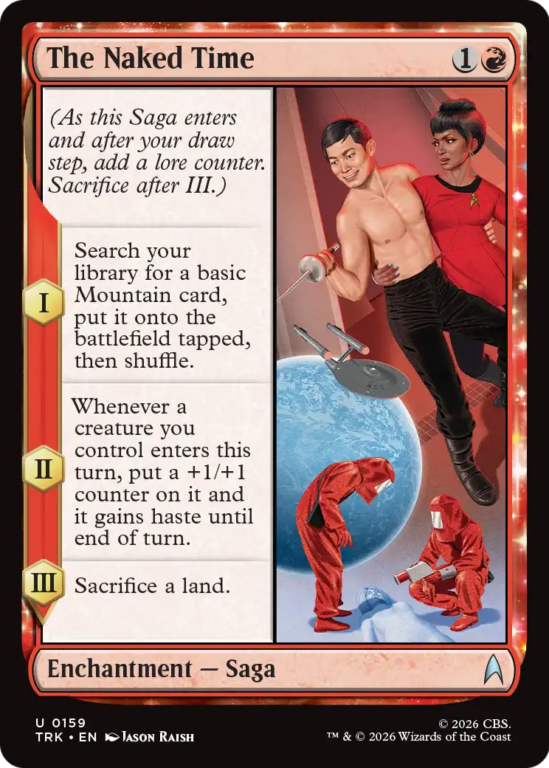 The Naked Time
1
(As this Saga enters
and after your draw
step, add a lore counter.
Sacrifice after III.)
I
Search your
library for a basic
Mountain card,
put it onto the
battlefield tapped,
then shuffle.
II
Whenever a
creature you
control enters this
turn, put a +1/+1
counter on it and
it gains haste until
end of turn.
III
Sacrifice a land.
Enchantment — Saga
U 0159
TRK • EN Jason Raish
© 2026 CBS.
™ & © 2026 Wizards of the Coast